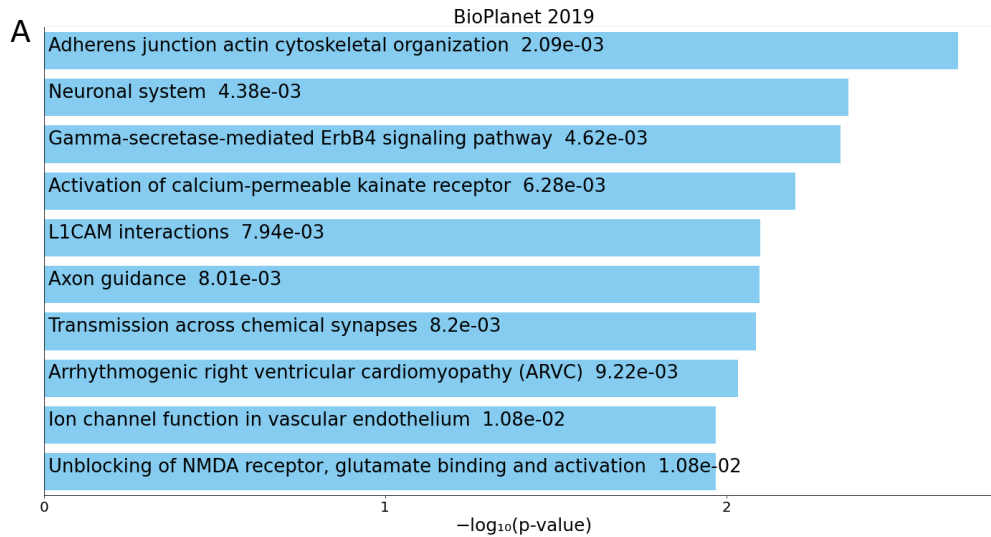 BioPlanet 2019
A
Adherens junction actin cytoskeletal organization 2.09e-03
Neuronal system 4.38e-03
Gamma-secretase-mediated ErbB4 signaling pathway 4.62e-03
Activation of calcium-permeable kainate receptor 6.28e-03
L1CAM interactions 7.94e-03
Axon guidance 8.01e-03
Transmission across chemical synapses 8.2e-03
Arrhythmogenic right ventricular cardiomyopathy (ARVC) 9.22e-03
Ion channel function in vascular endothelium 1.08e-02
Unblocking of NMDA receptor, glutamate binding and activation 1.08e-02
0 1 2
−log₁₀(p-value)